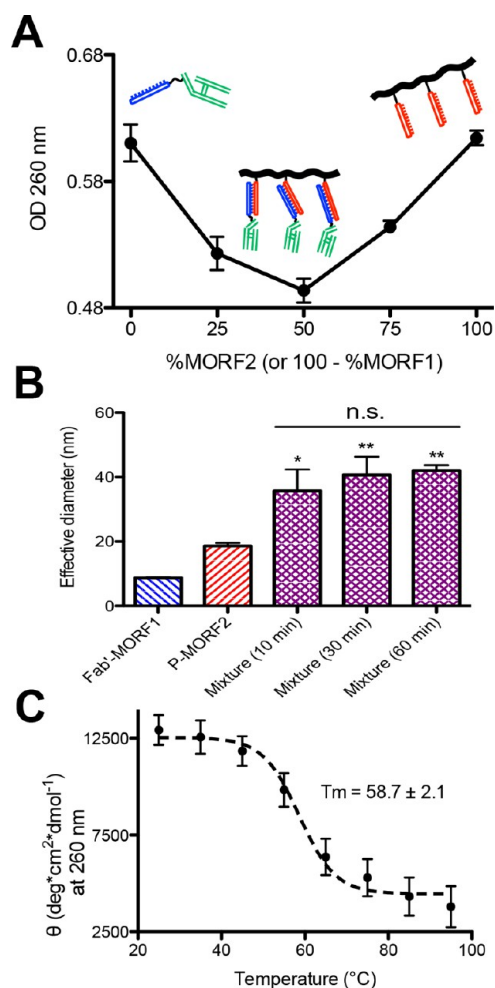 A
0.68
0.58
0.48
OD 260 nm
0 25 50 75 100
%MORF2 (or 100 - %MORF1)
B
n.s.
60
40
20
0
Effective diameter (nm)
* ** **
Fab'-MORF1
P-MORF2
Mixture (10 min)
Mixture (30 min)
Mixture (60 min)
C
12500
7500
2500
θ (deg*cm²*dmol⁻¹)
at 260 nm
Tm = 58.7 ± 2.1
20 40 60 80 100
Temperature (°C)